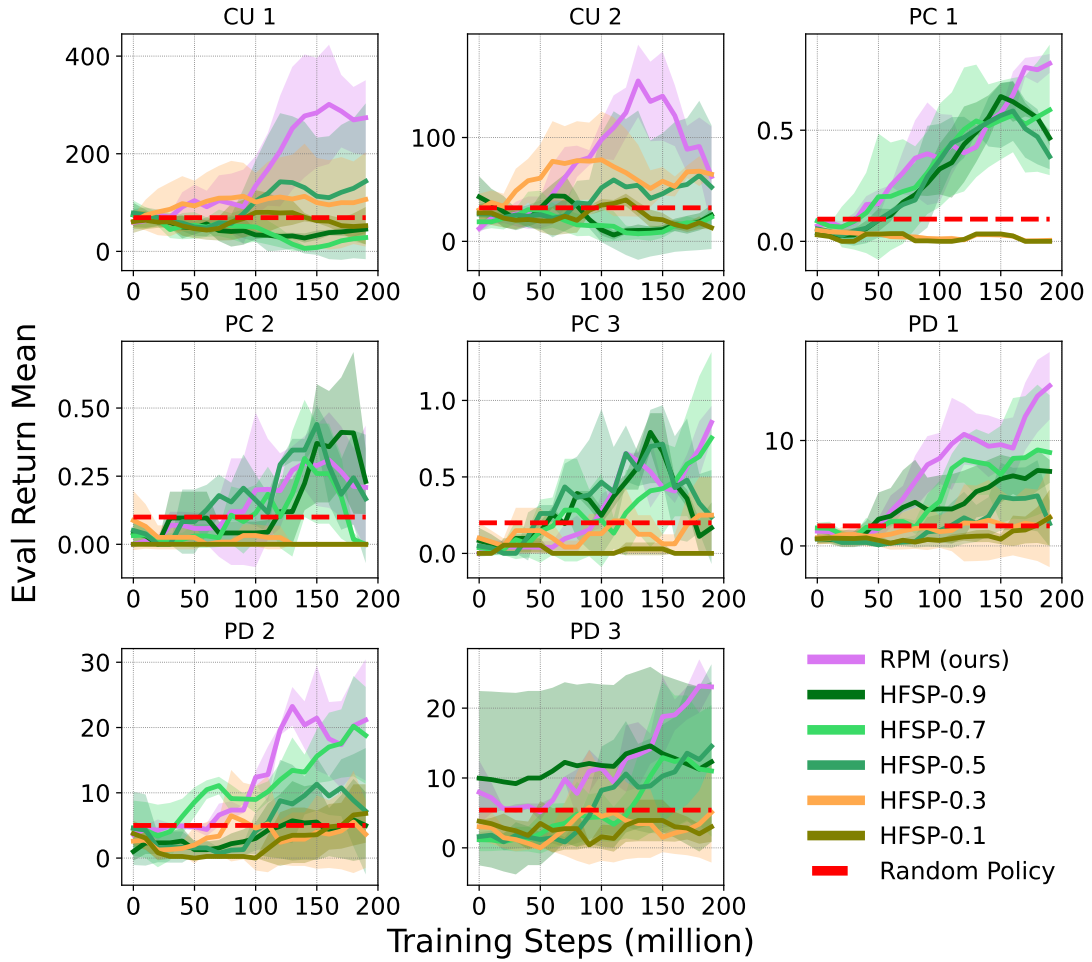 CU 1
400
200
0
0 50 100 150 200
CU 2
100
0
0 50 100 150 200
PC 1
0.5
0.0
0 50 100 150 200
PC 2
0.50
0.25
0.00
0 50 100 150 200
PC 3
1.0
0.5
0.0
0 50 100 150 200
PD 1
10
0
0 50 100 150 200
PD 2
30
20
10
0
0 50 100 150 200
PD 3
20
10
0
0 50 100 150 200
Eval Return Mean
Training Steps (million)
RPM (ours)
HFSP-0.9
HFSP-0.7
HFSP-0.5
HFSP-0.3
HFSP-0.1
Random Policy